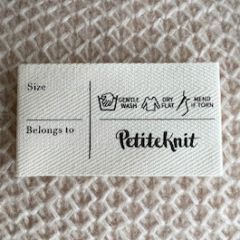 Size
GENTLE WASH
DRY FLAT
MEND IF TORN
Belongs to
PetiteKnit